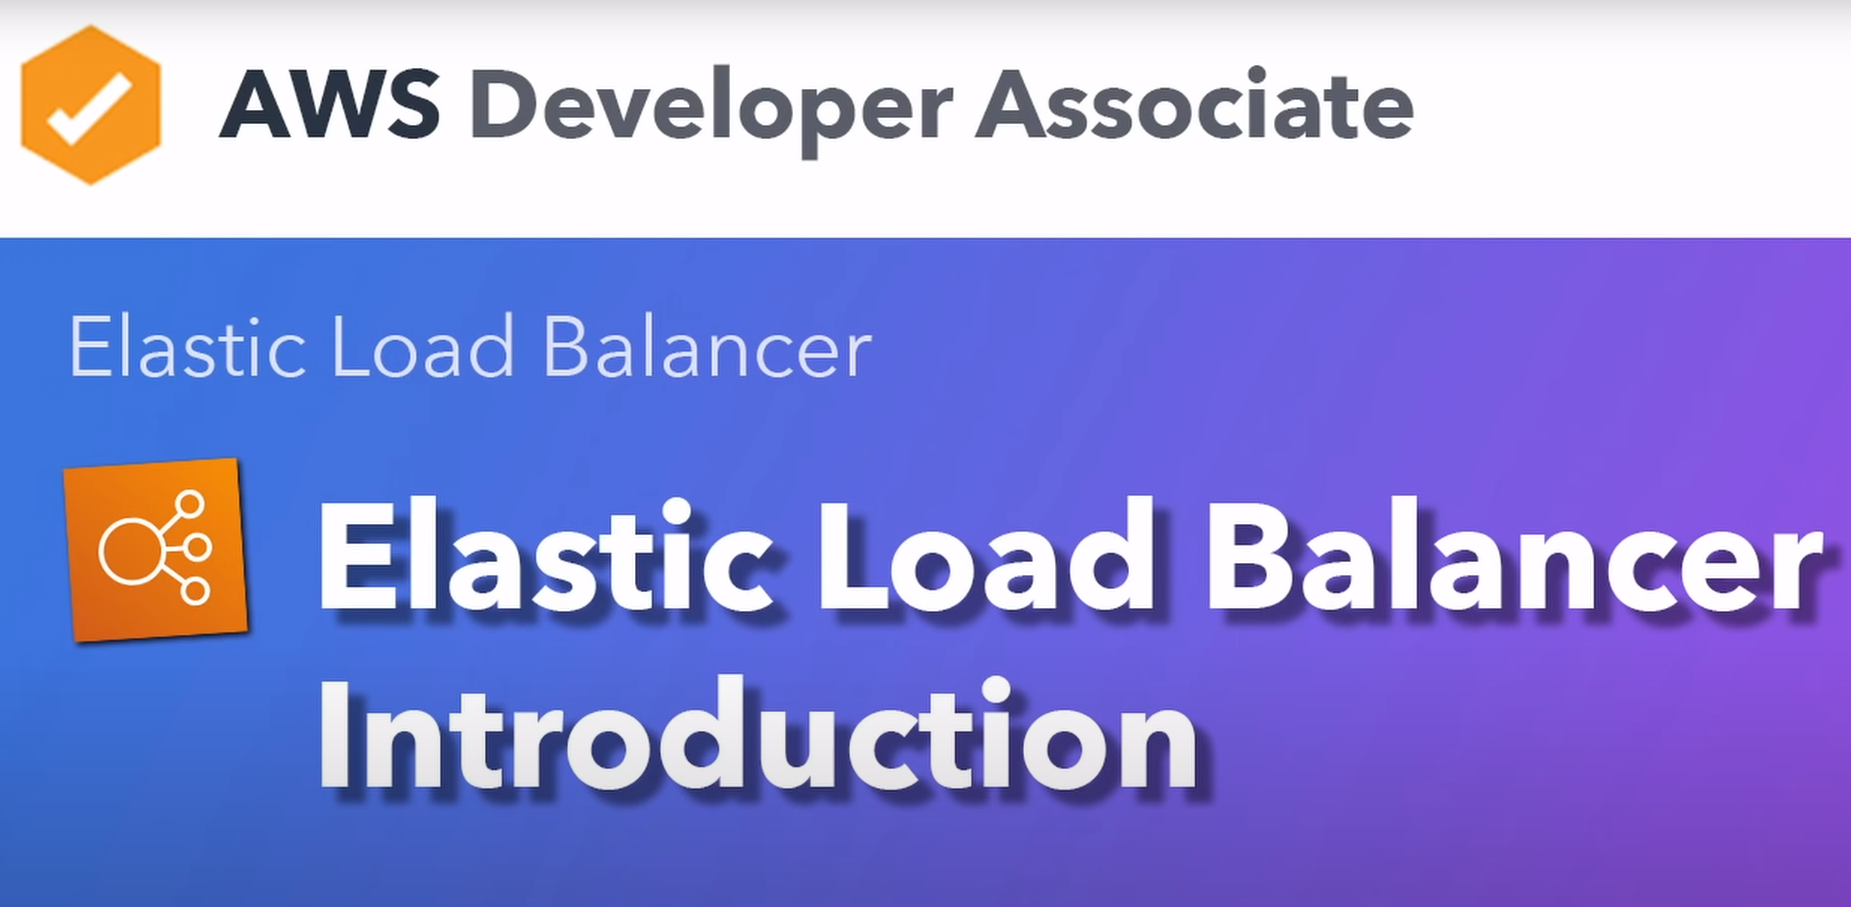 AWS Developer Associate
Elastic Load Balancer
Elastic Load Balancer
Introduction